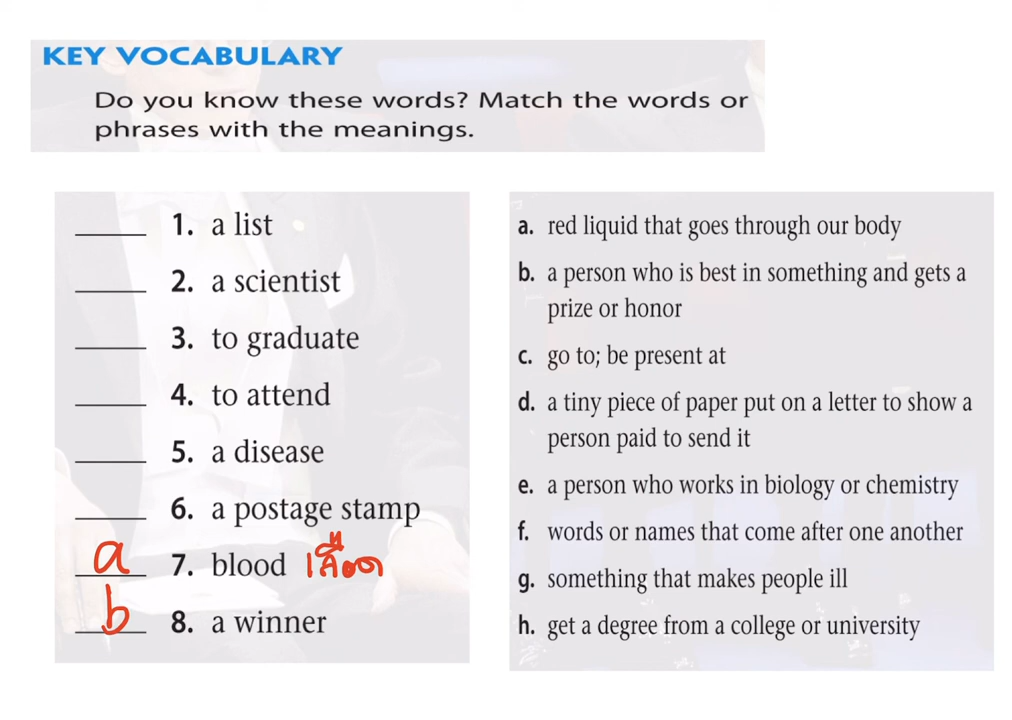 KEY VOCABULARY
Do you know these words? Match the words or
phrases with the meanings.
1. a list
2. a scientist
3. to graduate
4. to attend
5. a disease
6. a postage stamp
a 7. blood เลือด
b 8. a winner
a. red liquid that goes through our body
b. a person who is best in something and gets a
prize or honor
c. go to; be present at
d. a tiny piece of paper put on a letter to show a
person paid to send it
e. a person who works in biology or chemistry
f. words or names that come after one another
g. something that makes people ill
h. get a degree from a college or university